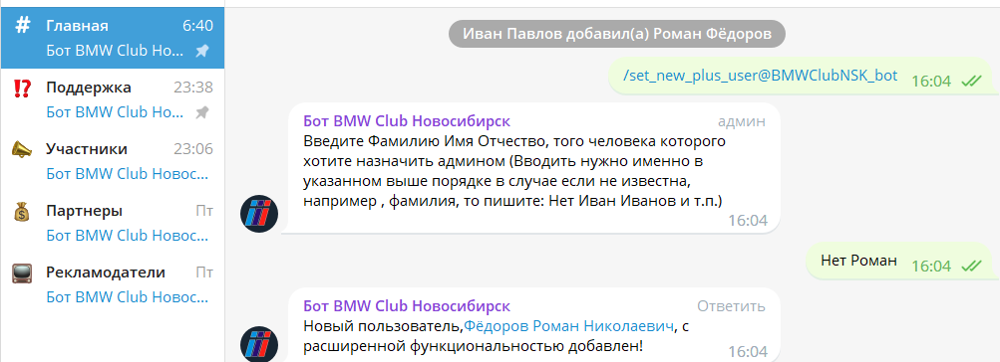 # Главная 6:40
Бот BMW Club Но...
Поддержка 23:38
Бот BMW Club Но...
Участники 23:06
Бот BMW Club Новос...
Партнеры Пт
Бот BMW Club Новос...
Рекламодатели Пт
Бот BMW Club Новос...
Иван Павлов добавил(а) Роман Фёдоров
/set_new_plus_user@BMWClubNSK_bot 16:04
Бот BMW Club Новосибирск админ
Введите Фамилию Имя Отчество, того человека которого
хотите назначить админом (Вводить нужно именно в
указанном выше порядке в случае если не известна,
например , фамилия, то пишите: Нет Иван Иванов и т.п.)
16:04
Нет Роман 16:04
Бот BMW Club Новосибирск Ответить
Новый пользователь,Фёдоров Роман Николаевич, с
расширенной функциональностью добавлен!
16:04